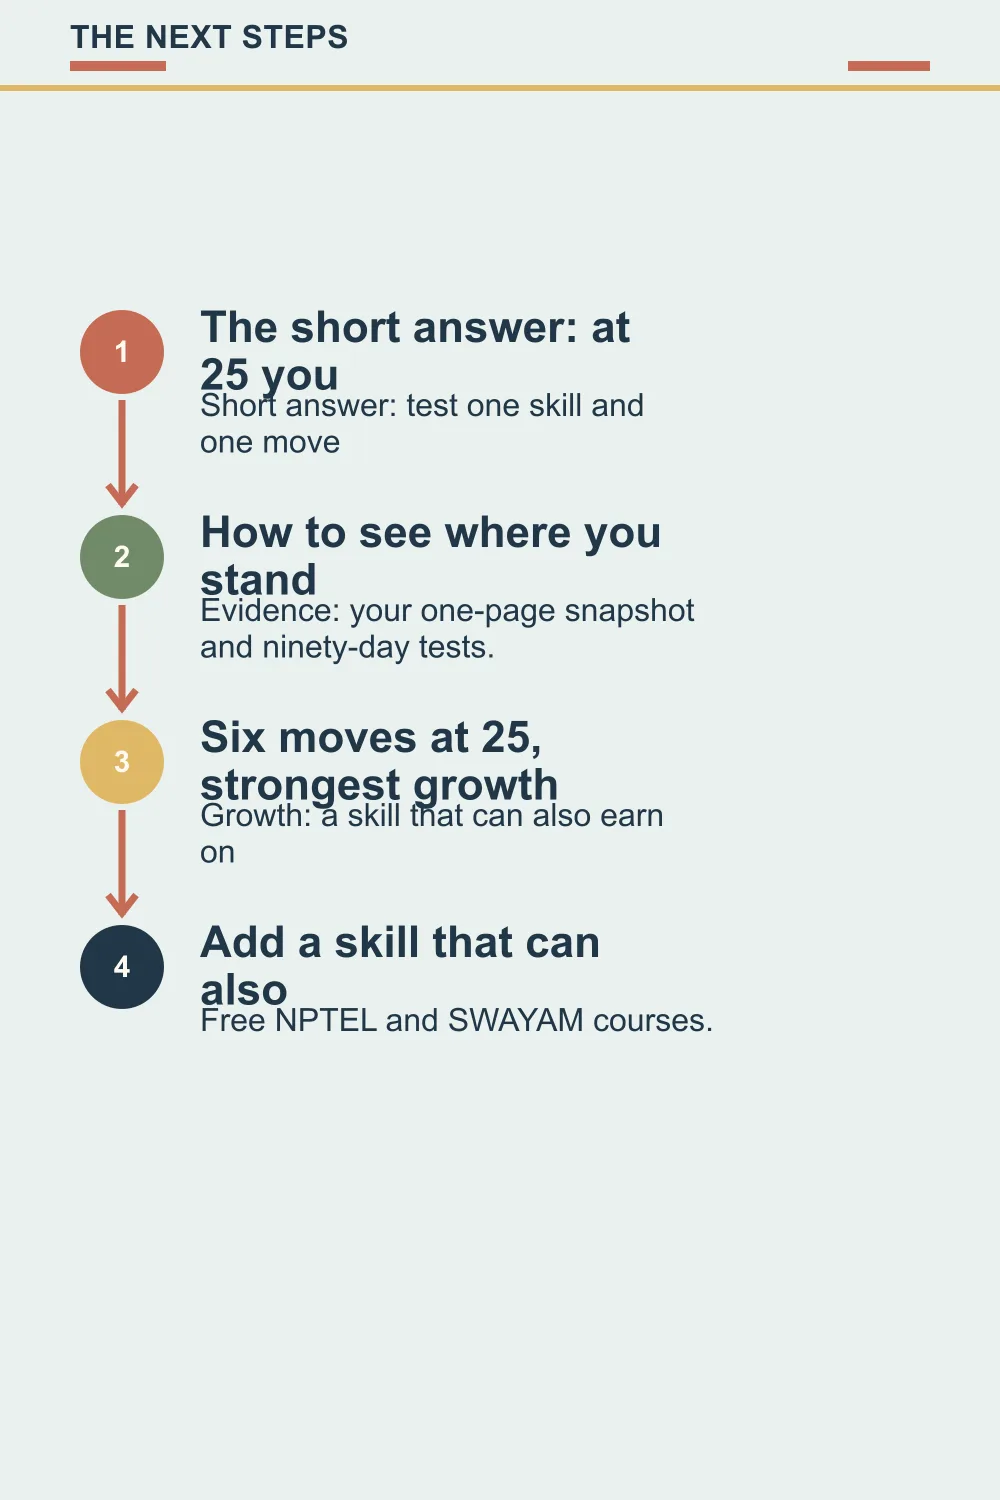 THE NEXT STEPS
1
The short answer: at
25 you
Short answer: test one skill and
one move
2
How to see where you
stand
Evidence: your one-page snapshot
and ninety-day tests.
3
Six moves at 25,
strongest growth
Growth: a skill that can also earn
on
4
Add a skill that can
also
Free NPTEL and SWAYAM courses.